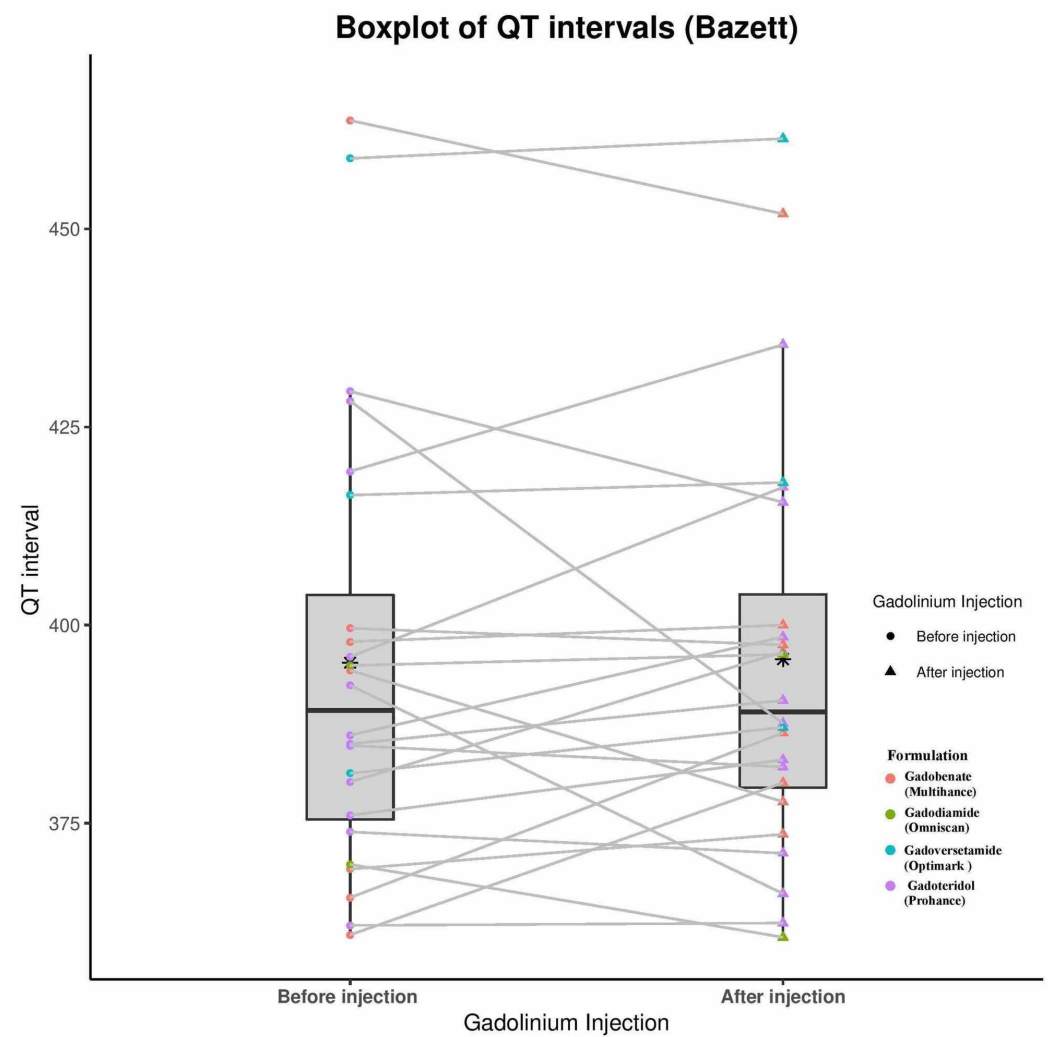 Boxplot of QT intervals (Bazett)
QT interval
450
425
400
375
Before injection
After injection
Gadolinium Injection
Gadolinium Injection
Before injection
After injection
Formulation
Gadobenate
(Multihance)
Gadodiamide
(Omniscan)
Gadoversetamide
(Optimark )
Gadoteridol
(Prohance)